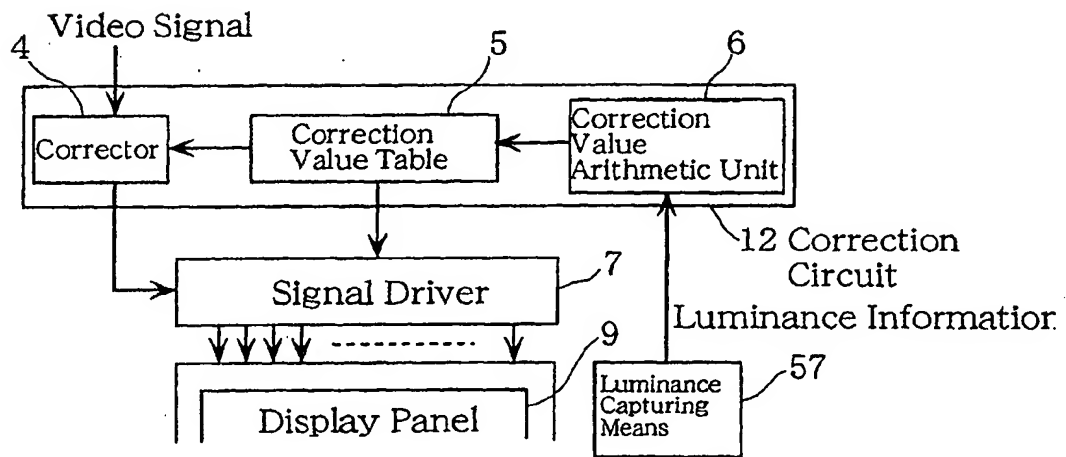 Video Signal
4
5
6
Corrector
Correction
Value Table
Correction
Value
Arithmetic Unit
12 Correction
Circuit
7
Signal Driver
Luminance Information
9
57
Display Panel
Luminance
Capturing
Means